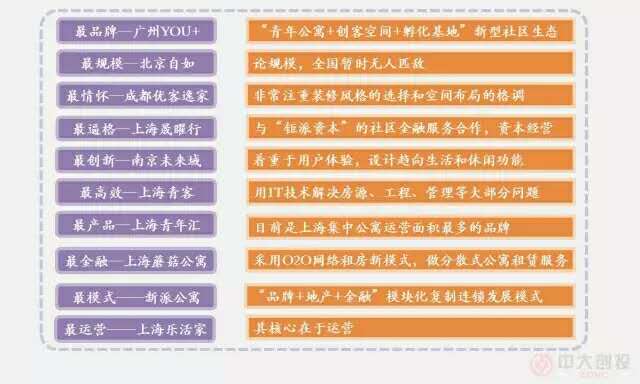 最品牌—广州YOU+
“青年公寓+创客空间+孵化基地”新型社区生态
最规模—北京自如
论规模，全国暂时无人匹敌
最情怀—成都优客逸家
非常注重装修风格的选择和空间布局的格调
最逼格—上海晟曜行
与“钜派资本”的社区金融服务合作，资本经营
最创新—南京未来域
着重于用户体验，设计趋向生活和休闲功能
最高效—上海青客
用IT技术解决房源、工程、管理等大部分问题
最产品—上海青年汇
目前是上海集中公寓运营面积最多的品牌
最金融—上海蘑菇公寓
采用O2O网络租房新模式，做分散式公寓租赁服务
最模式——新派公寓
“品牌+地产+金融”模块化复制连锁发展模式
最运营——上海乐活家
其核心在于运营
中大创投
ZDVC